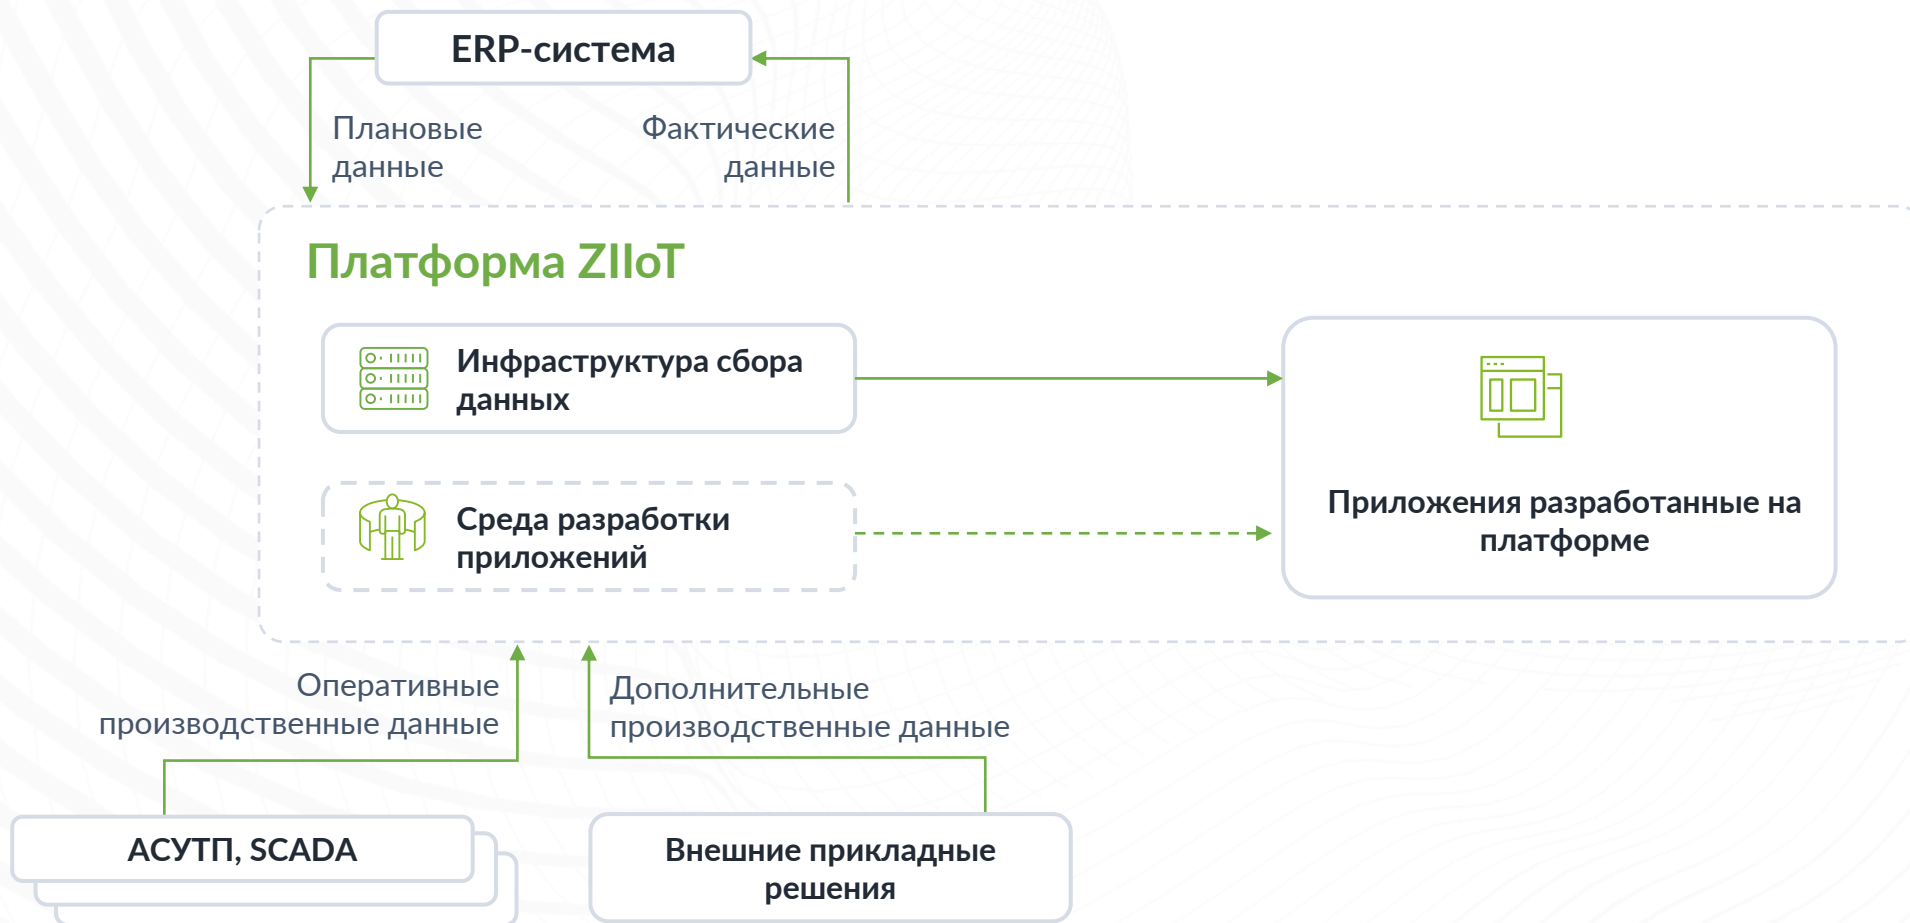 ERP-система
Плановые
данные
Фактические
данные
Платформа ZIIoT
Инфраструктура сбора
данных
Среда разработки
приложений
Приложения разработанные на
платформе
Оперативные
производственные данные
Дополнительные
производственные данные
АСУТП, SCADA
Внешние прикладные
решения